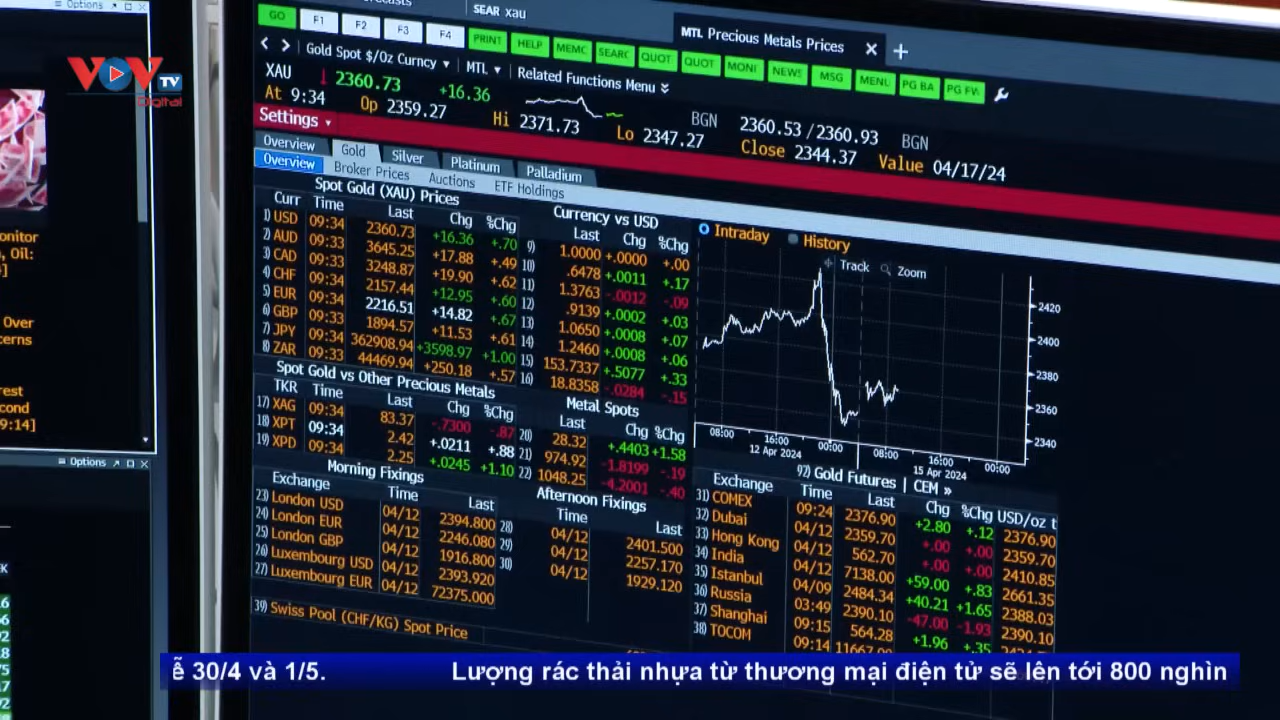 Options
VOV TV
Digital
onitor
, Oil:
4]
Over
cerns
rest
cond
9:14]
Options
SEAR xau
GO F1 F2 F3 F4 PRINT HELP MEMC SEARC QUOT QUOT MONI NEWS MSG MENU PG BA PG FW
MTL Precious Metals Prices
Gold Spot $/Oz Curncy MTL Related Functions Menu
XAU 2360.73 +16.36 BGN 2360.53/2360.93 BGN
At 9:34 Op 2359.27 Hi 2371.73 Lo 2347.27 Close 2344.37 Value 04/17/24
Settings
Overview Gold Silver Platinum Palladium
Overview Broker Prices Auctions ETF Holdings
Spot Gold (XAU) Prices
Curr Time Last Chg %Chg
1) USD 09:34 2360.73 +16.36 +.70
2) AUD 09:33 3645.25 +17.88 +.49
3) CAD 09:33 3248.87 +19.90 +.62
4) CHF 09:34 2157.44 +12.95 +.60
5) EUR 09:34 2216.51 +14.82 +.67
6) GBP 09:33 1894.57 +11.53 +.61
7) JPY 09:34 362908.94 +3598.97 +1.00
8) ZAR 09:33 44469.94 +250.18 +.57
Currency vs USD
Last Chg %Chg
9) 1.0000 +.0000 +.00
10) .6478 +.0011 +.17
11) 1.3763 -.0012 -.09
12) .9139 +.0002 +.03
13) 1.0650 +.0008 +.07
14) 1.2460 +.0008 +.06
15) 153.7337 +.5077 +.33
16) 18.8358 -.0284 -.15
Spot Gold vs Other Precious Metals
TKR Time Last Chg %Chg
17) XAG 09:34 83.37 -.7300 -.87
18) XPT 09:34 2.42 +.0211 +.88
19) XPD 09:34 2.25 +.0245 +1.10
Metal Spots
Last Chg %Chg
20) 28.32 +.4403 +1.58
21) 974.92 -1.8199 -.19
22) 1048.25 -4.2001 -.40
Morning Fixings
Exchange Time Last
23) London USD 04/12 2394.800
24) London EUR 04/12 2246.080
25) London GBP 04/12 1916.800
26) Luxembourg USD 04/12 2393.920
27) Luxembourg EUR 04/12 72375.000
Afternoon Fixings
Time Last
28) 04/12 2401.500
29) 04/12 2257.170
30) 04/12 1929.120
39) Swiss Pool (CHF/KG) Spot Price
Intraday History
Track Zoom
2420
2400
2380
2360
2340
08:00 16:00 00:00 08:00 16:00 00:00
12 Apr 2024 15 Apr 2024
92) Gold Futures | CEM »
Exchange Time Last Chg %Chg USD/oz t
31) COMEX 09:24 2376.90 +2.80 +.12 2376.90
32) Dubai 04/12 2359.70 +.00 +.00 2359.70
33) Hong Kong 04/12 562.70 +.00 +.00 2410.85
34) India 04/12 7138.00 +59.00 +.83 2661.35
35) Istanbul 04/09 2484.34 +40.21 +1.65 2388.03
36) Russia 03:49 2390.10 -47.00 -1.93 2390.10
37) Shanghai 09:15 564.28 +1.96 +.35
38) TOCOM 09:14 11667.00
ễ 30/4 và 1/5. Lượng rác thải nhựa từ thương mại điện tử sẽ lên tới 800 nghìn